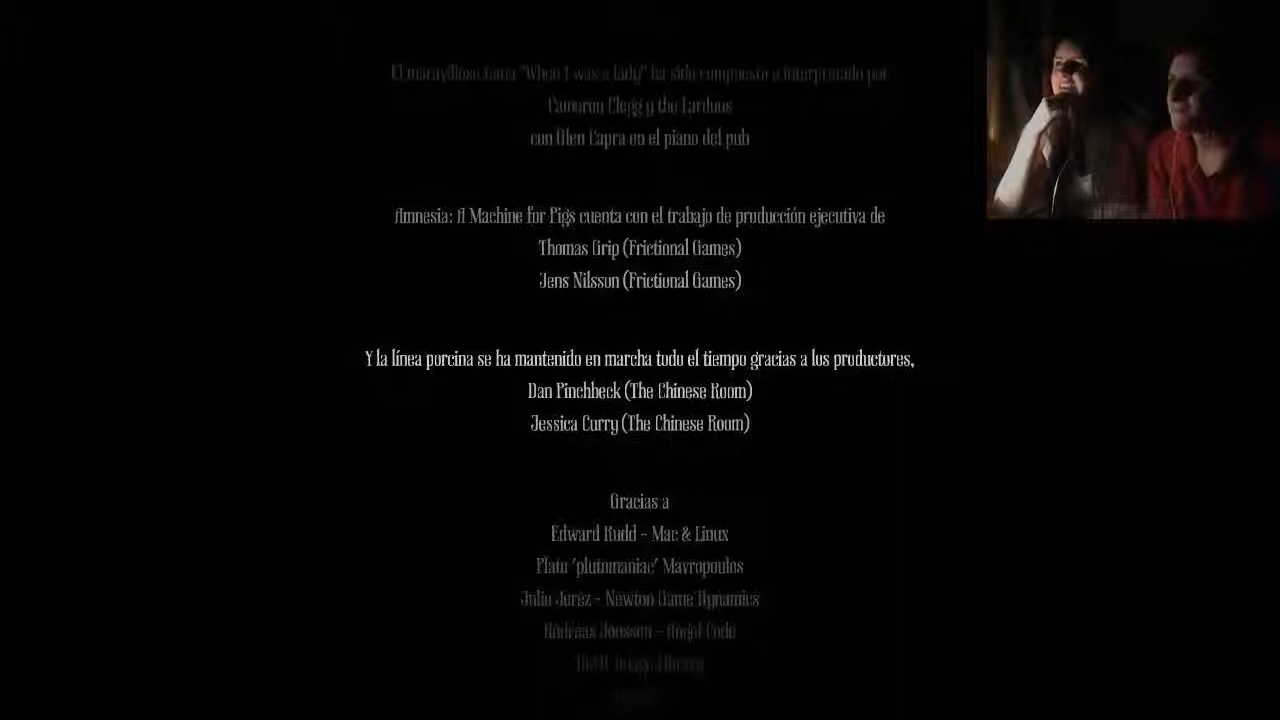 El maravilloso tema "When I was a lady" ha sido compuesto e interpretado por
Cameron Clegg y the
con Glen Capra en el piano del pub
Amnesia: A Machine for Pigs cuenta con el trabajo de producción ejecutiva de
Thomas Grip (Frictional Games)
Jens Nilsson (Frictional Games)
Y la línea porcina se ha mantenido en marcha todo el tiempo gracias a los productores,
Dan Pinchbeck (The Chinese Room)
Jessica Curry (The Chinese Room)
Gracias a
Edward Rudd - Mac & Linux
Plato 'plutomaniac' Mavropoulos
Julio Jerez - Newton Game Dynamics
Andreas Jonsson - Angel Code